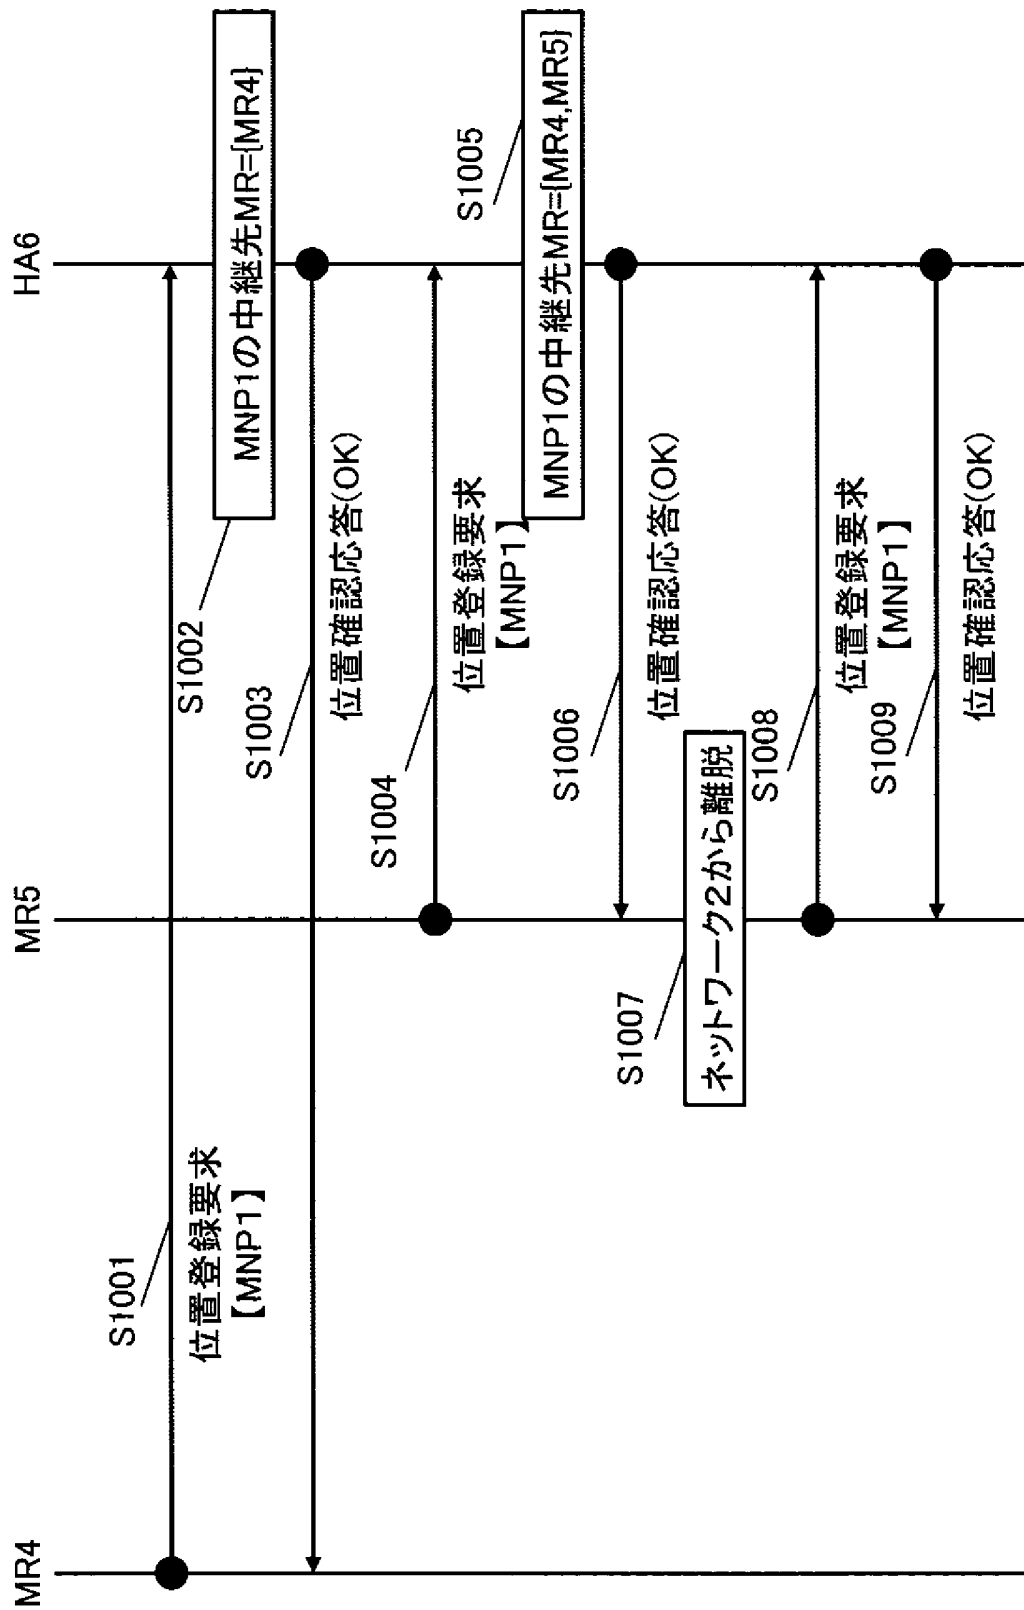 MR4
MR5
HA6
S1001
位置登録要求
【MNP1】
S1002
MNP1の中継先MR={MR4}
S1003
位置確認応答(OK)
S1004
位置登録要求
【MNP1】
S1005
MNP1の中継先MR={MR4,MR5}
S1006
位置確認応答(OK)
S1007
ネットワーク2から離脱
S1008
位置登録要求
【MNP1】
S1009
位置確認応答(OK)